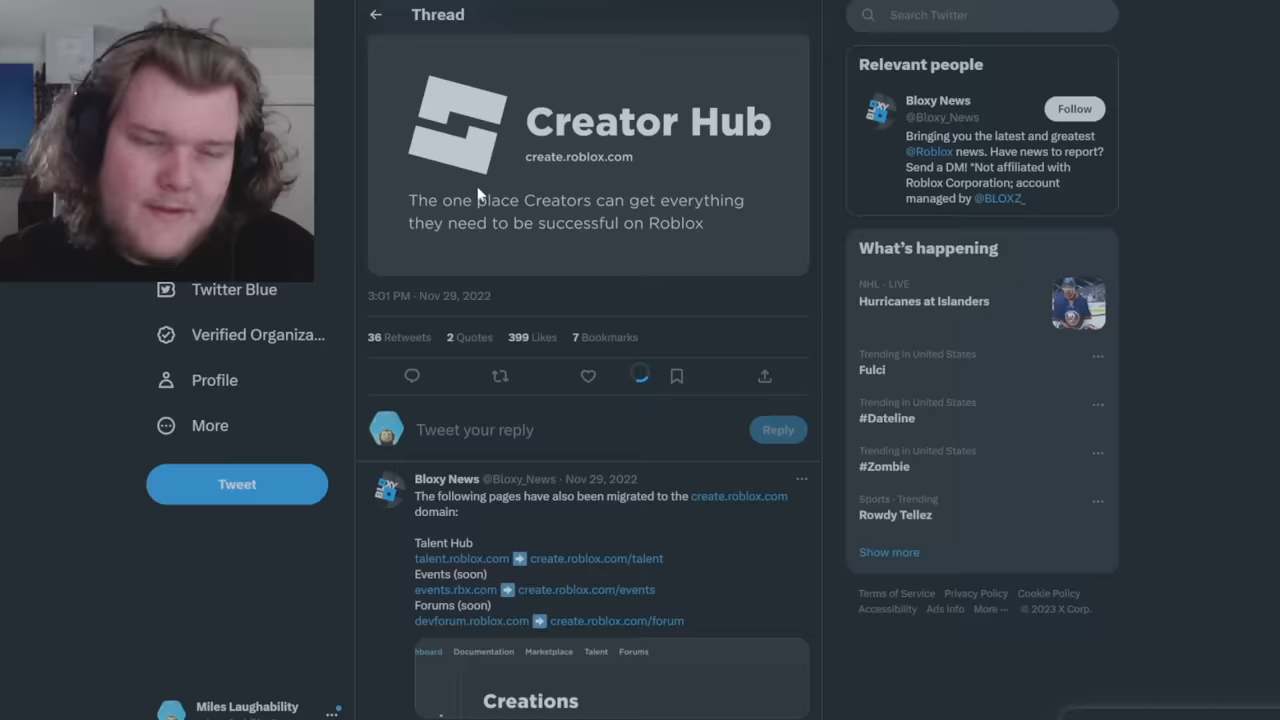 Thread
Creator Hub
create.roblox.com
The one place Creators can get everything
they need to be successful on Roblox
3:01 PM · Nov 29, 2022
36 Retweets 2 Quotes 399 Likes 7 Bookmarks
Tweet your reply
Reply
Bloxy News @Bloxy_News · Nov 29, 2022
The following pages have also been migrated to the create.roblox.com
domain:
Talent Hub
talent.roblox.com ➡ create.roblox.com/talent
Events (soon)
events.rbx.com ➡ create.roblox.com/events
Forums (soon)
devforum.roblox.com ➡ create.roblox.com/forum
hboard Documentation Marketplace Talent Forums
Creations
Twitter Blue
Verified Organiza...
Profile
More
Tweet
Miles Laughability
Search Twitter
Relevant people
Bloxy News
@Bloxy_News
Follow
Bringing you the latest and greatest
@Roblox news. Have news to report?
Send a DM! *Not affiliated with
Roblox Corporation; account
managed by @BLOXZ_
What's happening
NHL · LIVE
Hurricanes at Islanders
Trending in United States
Fulci
Trending in United States
#Dateline
Trending in United States
#Zombie
Sports · Trending
Rowdy Tellez
Show more
Terms of Service Privacy Policy Cookie Policy
Accessibility Ads info More ··· © 2023 X Corp.